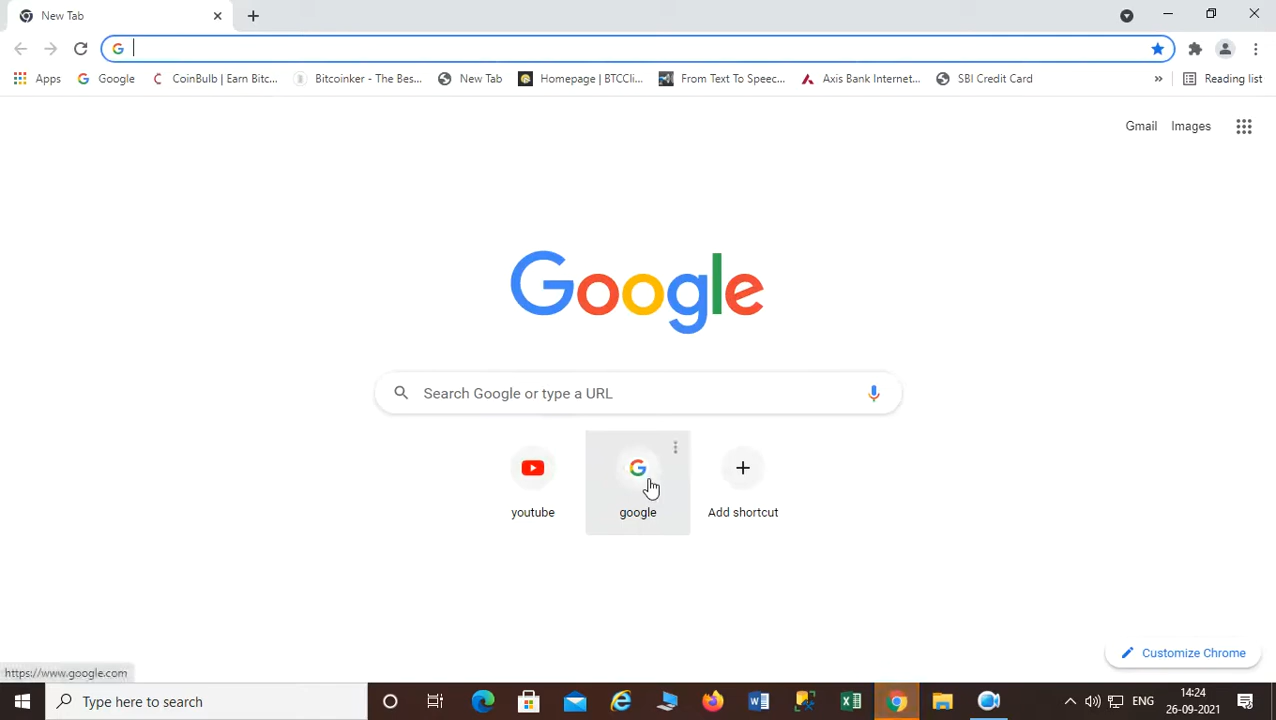 New Tab
Apps Google CoinBulb | Earn Bitc... Bitcoinker - The Bes... New Tab Homepage | BTCCli... From Text To Speec... Axis Bank Internet... SBI Credit Card » Reading list
Gmail Images
Google
Search Google or type a URL
youtube google Add shortcut
Customize Chrome
https://www.google.com
Type here to search ENG 14:24
26-09-2021